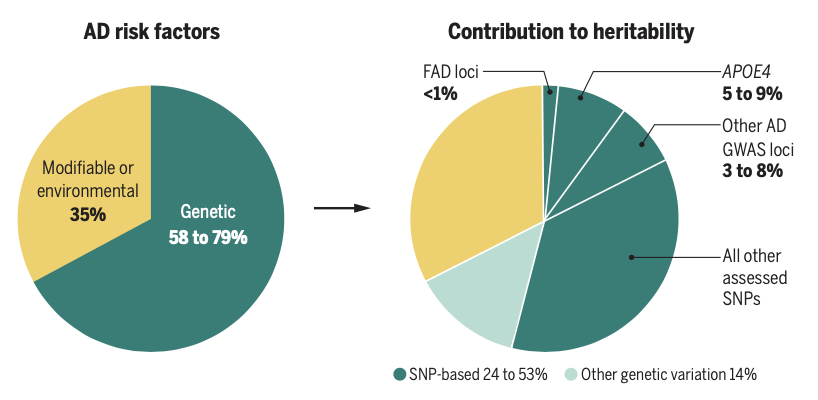 AD risk factors
Contribution to heritability
Modifiable or
environmental
35%
Genetic
58 to 79%
FAD loci
<1%
APOE4
5 to 9%
Other AD
GWAS loci
3 to 8%
All other
assessed
SNPs
SNP-based 24 to 53%
Other genetic variation 14%